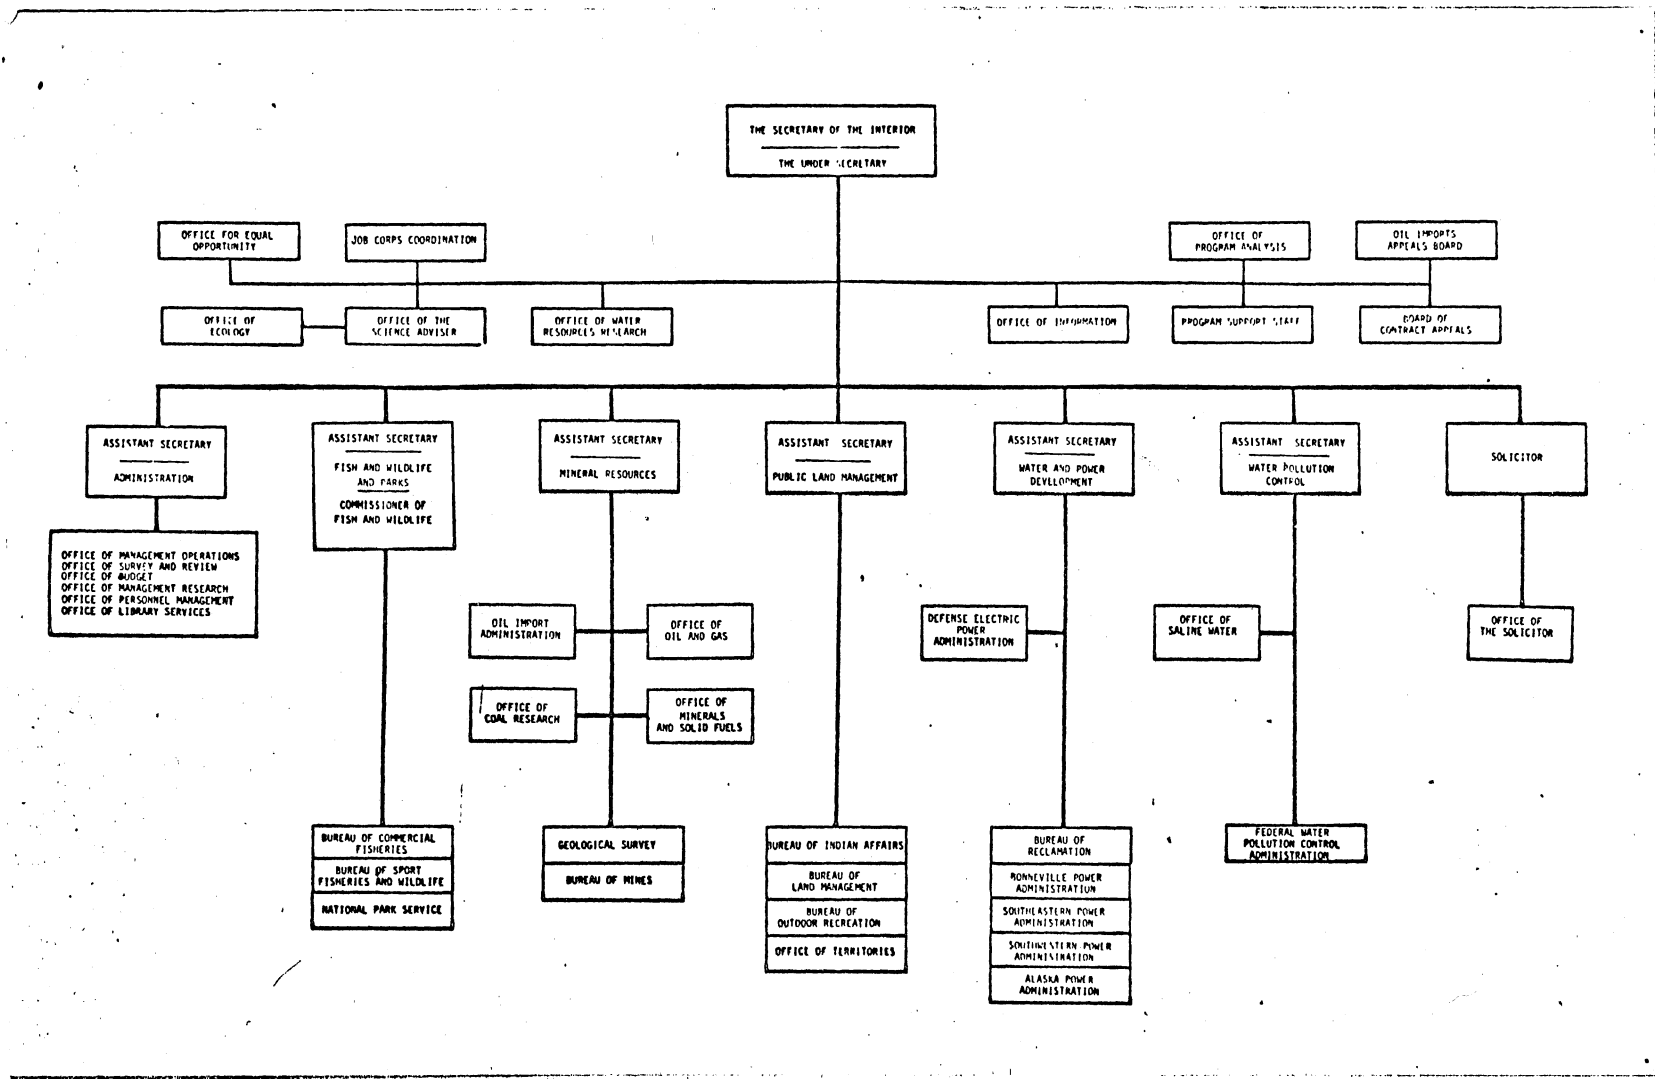 THE SECRETARY OF THE INTERIOR
THE UNDER SECRETARY
OFFICE FOR EQUAL
OPPORTUNITY
JOB CORPS COORDINATION
OFFICE OF
PROGRAM ANALYSIS
OIL IMPORTS
APPEALS BOARD
OFFICE OF
ECOLOGY
OFFICE OF THE
SCIENCE ADVISER
OFFICE OF WATER
RESOURCES RESEARCH
OFFICE OF INFORMATION
PROGRAM SUPPORT STAFF
BOARD OF
CONTRACT APPEALS
ASSISTANT SECRETARY
ADMINISTRATION
ASSISTANT SECRETARY
FISH AND WILDLIFE
AND PARKS
COMMISSIONER OF
FISH AND WILDLIFE
ASSISTANT SECRETARY
MINERAL RESOURCES
ASSISTANT SECRETARY
PUBLIC LAND MANAGEMENT
ASSISTANT SECRETARY
WATER AND POWER
DEVELOPMENT
ASSISTANT SECRETARY
WATER POLLUTION
CONTROL
SOLICITOR
OFFICE OF MANAGEMENT OPERATIONS
OFFICE OF SURVEY AND REVIEW
OFFICE OF BUDGET
OFFICE OF MANAGEMENT RESEARCH
OFFICE OF PERSONNEL MANAGEMENT
OFFICE OF LIBRARY SERVICES
OIL IMPORT
ADMINISTRATION
OFFICE OF
OIL AND GAS
DEFENSE ELECTRIC
POWER
ADMINISTRATION
OFFICE OF
SALINE WATER
OFFICE OF
THE SOLICITOR
OFFICE OF
COAL RESEARCH
OFFICE OF
MINERALS
AND SOLID FUELS
BUREAU OF COMMERCIAL
FISHERIES
BUREAU OF SPORT
FISHERIES AND WILDLIFE
NATIONAL PARK SERVICE
GEOLOGICAL SURVEY
BUREAU OF MINES
BUREAU OF INDIAN AFFAIRS
BUREAU OF
LAND MANAGEMENT
BUREAU OF
OUTDOOR RECREATION
OFFICE OF TERRITORIES
BUREAU OF
RECLAMATION
BONNEVILLE POWER
ADMINISTRATION
SOUTHEASTERN POWER
ADMINISTRATION
SOUTHWESTERN POWER
ADMINISTRATION
ALASKA POWER
ADMINISTRATION
FEDERAL WATER
POLLUTION CONTROL
ADMINISTRATION